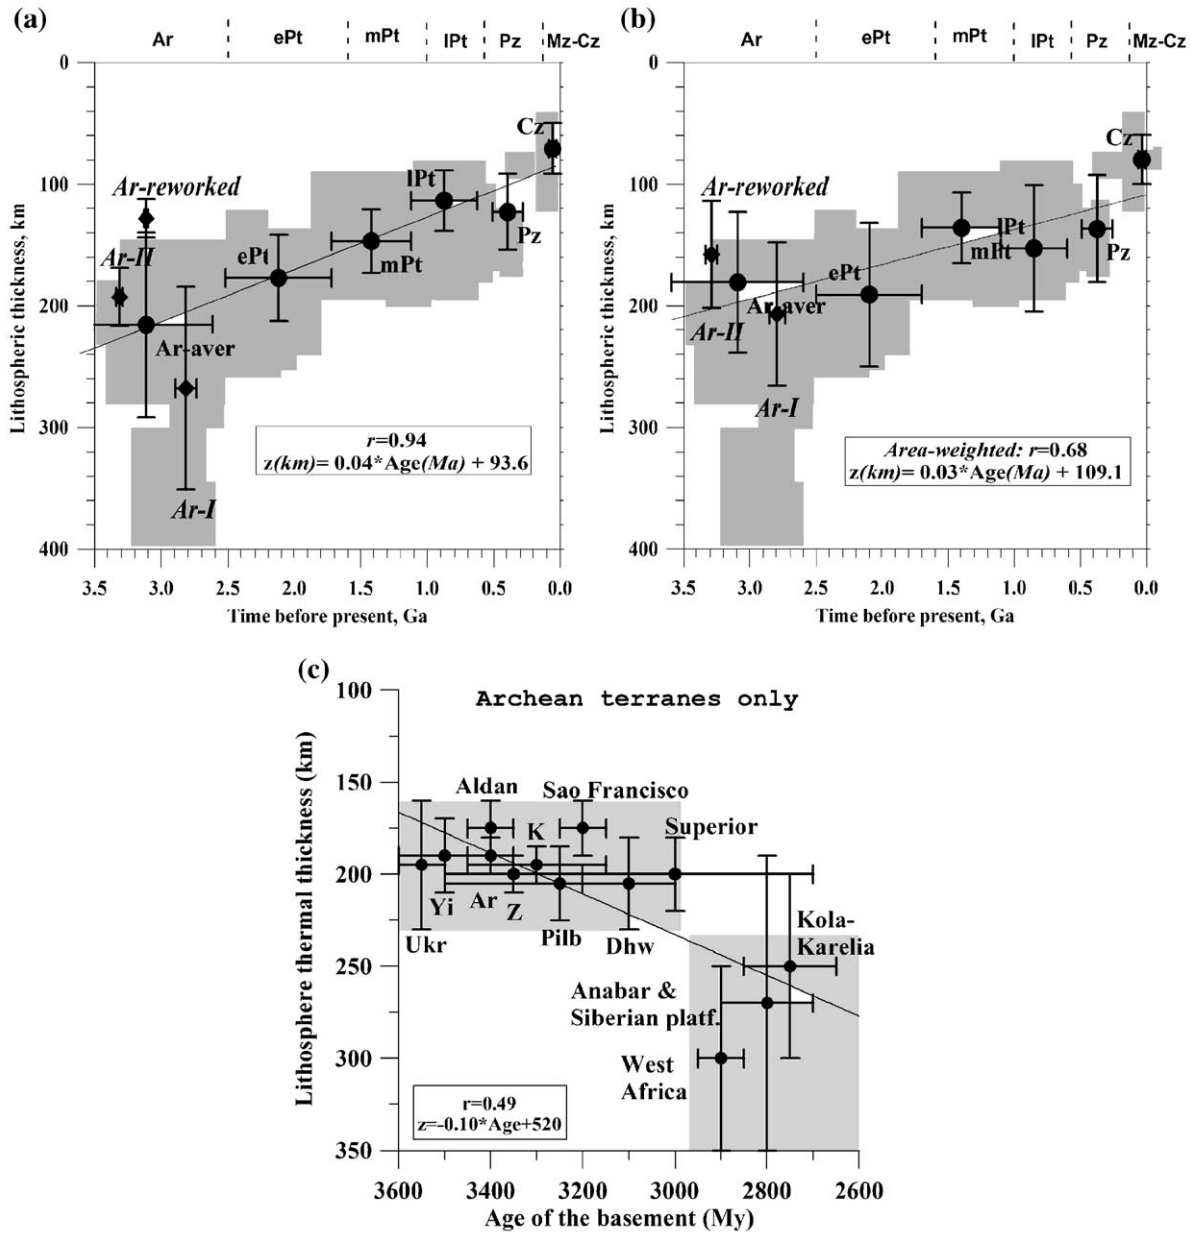 (a)
Ar ePt mPt lPt Pz Mz-Cz
0
100
200
300
400
Lithospheric thickness, km
Cz
Ar-reworked
lPt
Ar-II
ePt
mPt
Pz
Ar-aver
Ar-I
r=0.94
z(km)= 0.04*Age(Ma) + 93.6
3.5 3.0 2.5 2.0 1.5 1.0 0.5 0.0
Time before present, Ga
(b)
Ar ePt mPt lPt Pz Mz-Cz
0
100
200
300
400
Lithospheric thickness, km
Cz
Ar-reworked
lPt
mPt
Pz
ePt
Ar-aver
Ar-II
Ar-I
Area-weighted: r=0.68
z(km)= 0.03*Age(Ma) + 109.1
3.5 3.0 2.5 2.0 1.5 1.0 0.5 0.0
Time before present, Ga
(c)
Archean terranes only
100
150
200
250
300
350
Lithosphere thermal thickness (km)
Aldan
Sao Francisco
K
Superior
Yi
Ar
Z
Ukr
Pilb
Dhw
Kola-
Karelia
Anabar &
Siberian platf.
West
Africa
r=0.49
z=-0.10*Age+520
3600 3400 3200 3000 2800 2600
Age of the basement (My)